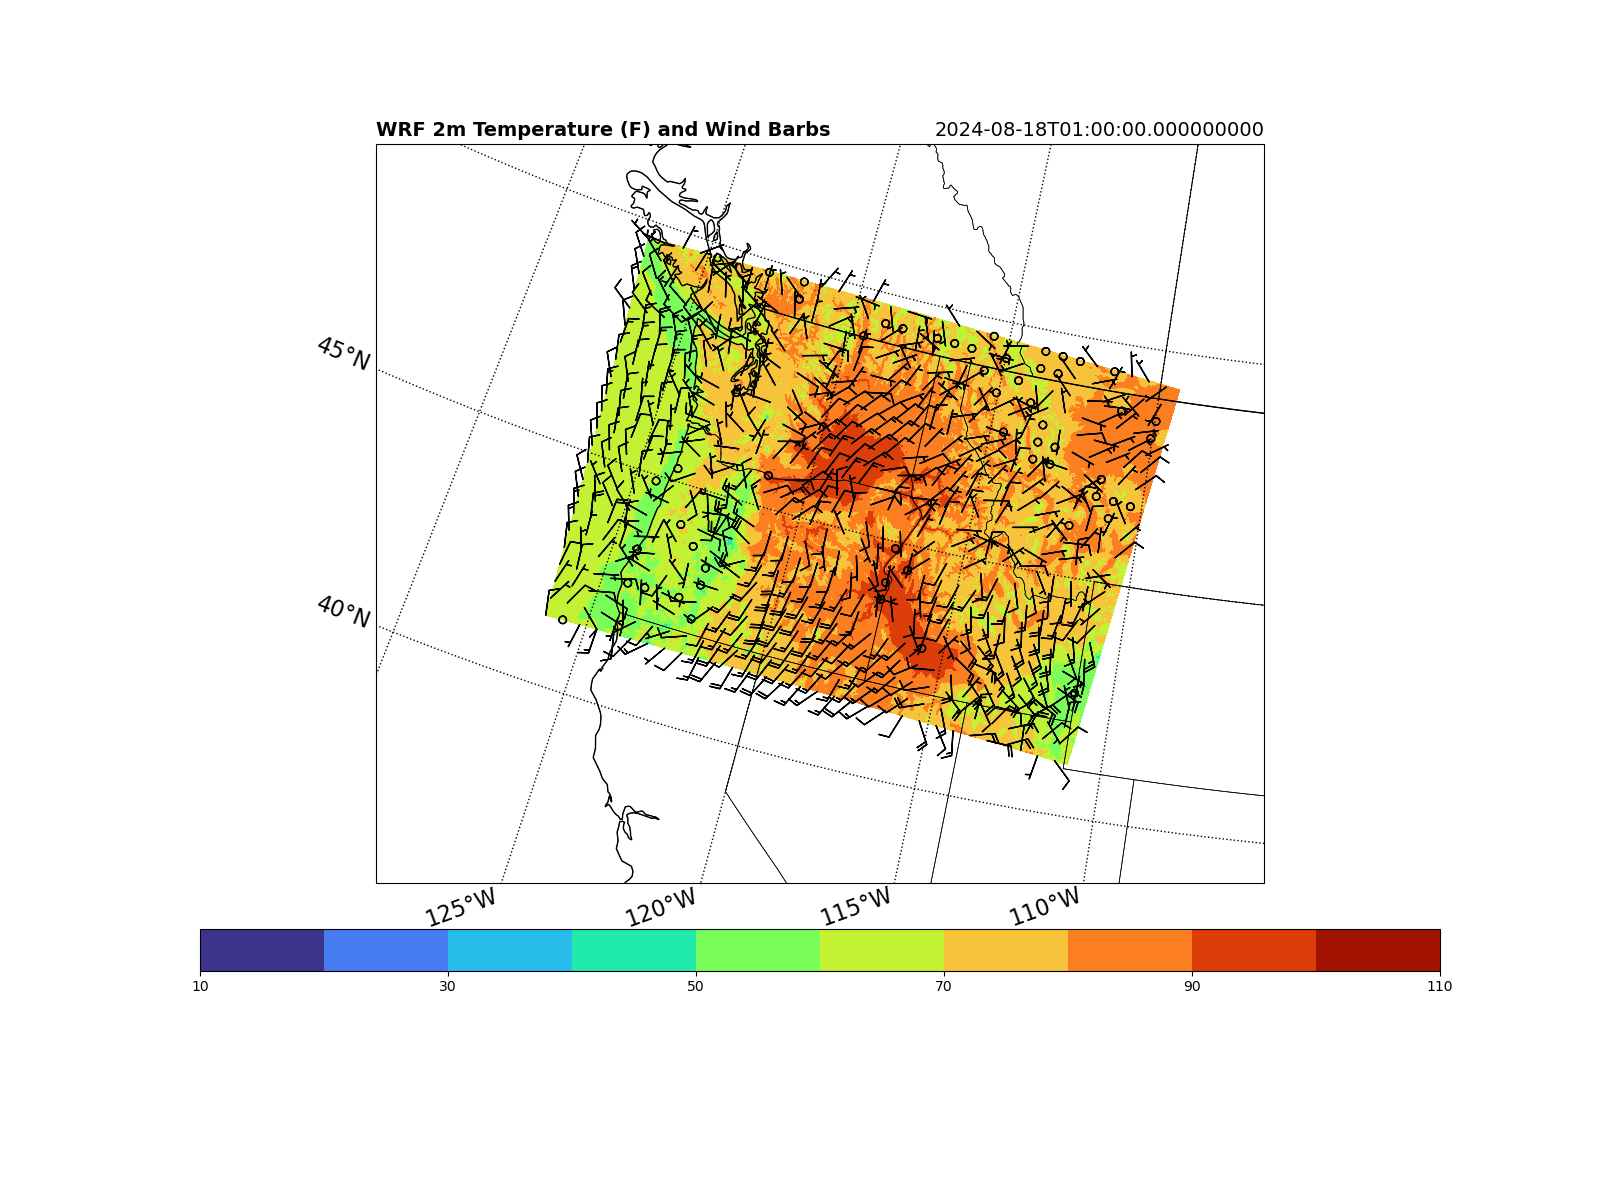 WRF 2m Temperature (F) and Wind Barbs
2024-08-18T01:00:00.000000000
45°N
40°N
125°W
120°W
115°W
110°W
10
30
50
70
90
110